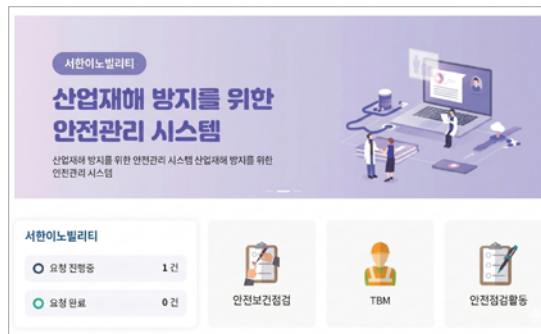 서한이노빌리티
산업재해 방지를 위한
안전관리 시스템
산업재해 방지를 위한 안전관리 시스템 산업재해 방지를 위한
안전관리 시스템
서한이노빌리티
요청 진행중 1 건
요청 완료 0 건
안전보건점검
TBM
안전점검활동